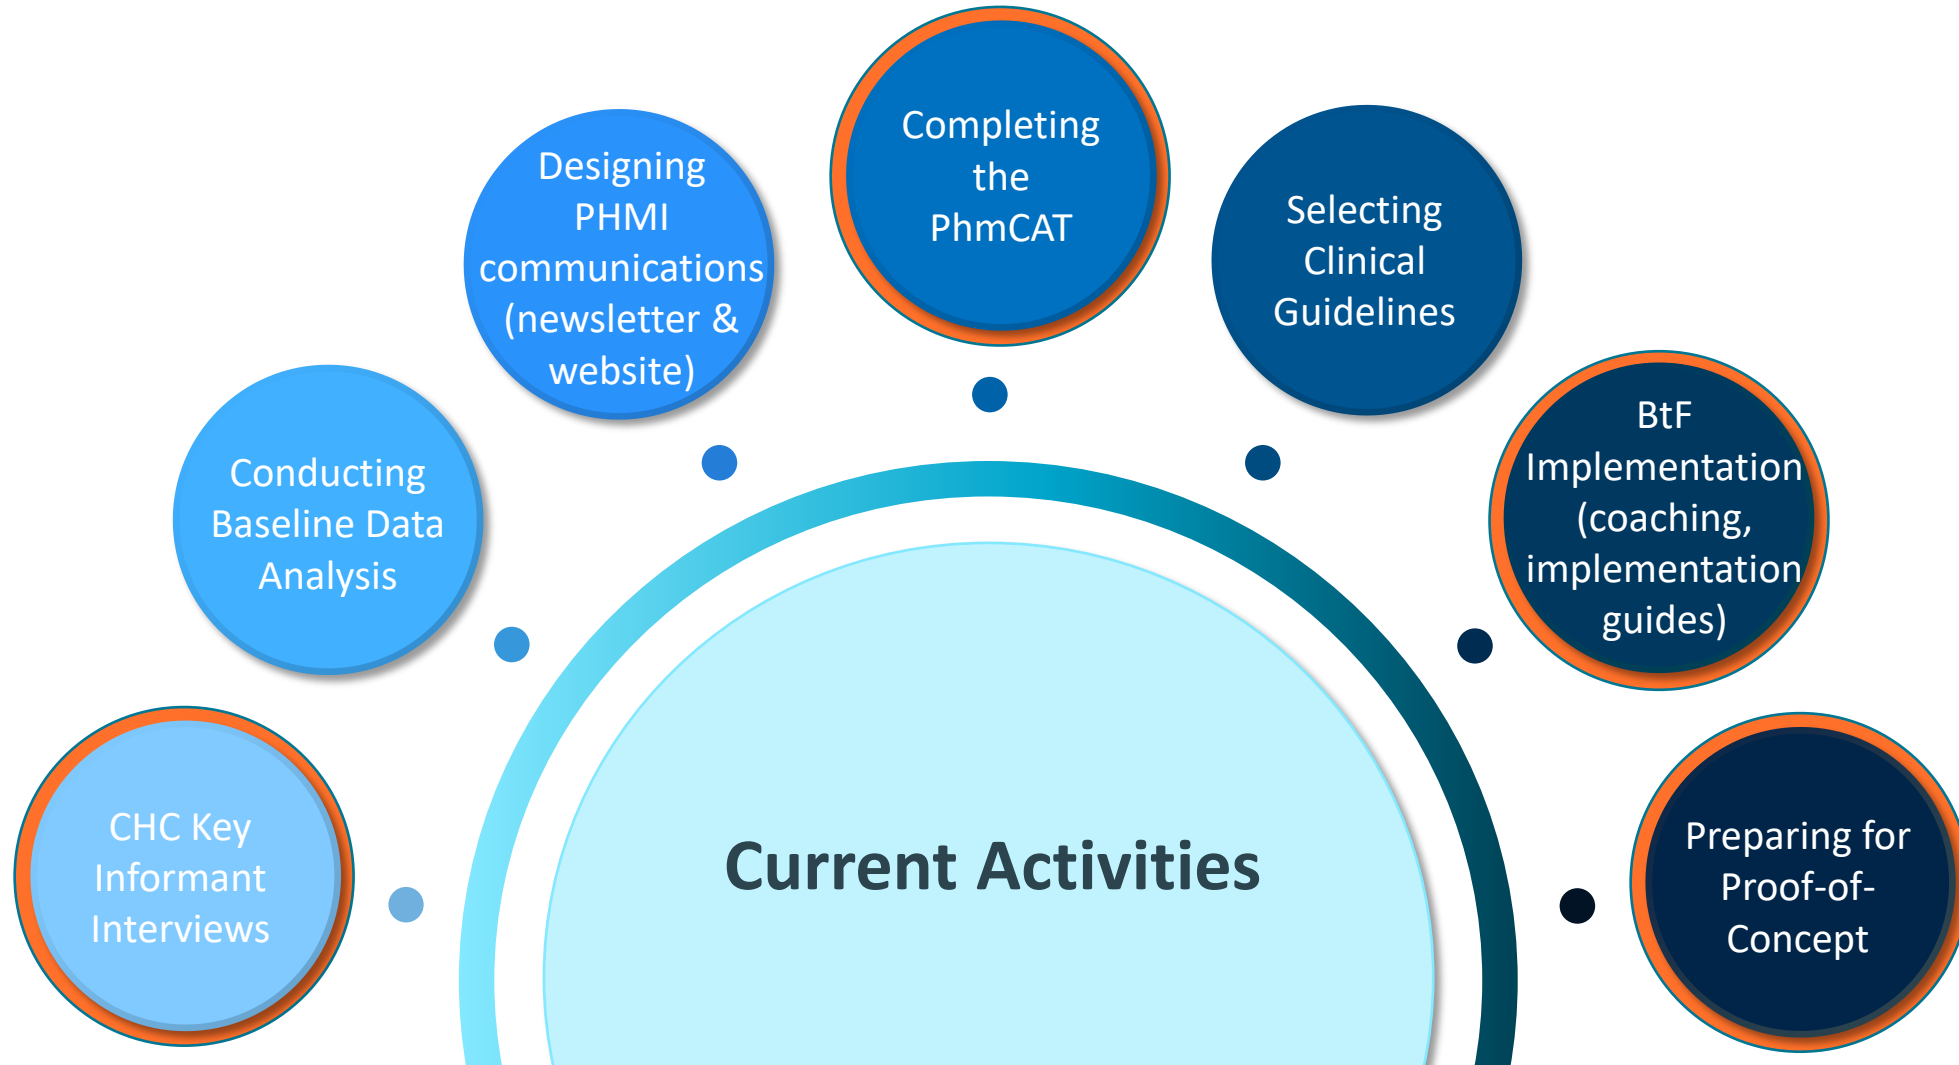 CHC Key
Informant
Interviews
Conducting
Baseline Data
Analysis
Designing
PHMI
communications
(newsletter &
website)
Completing
the
PhmCAT
Selecting
Clinical
Guidelines
BtF
Implementation
(coaching,
implementation
guides)
Preparing for
Proof-of-
Concept
Current Activities